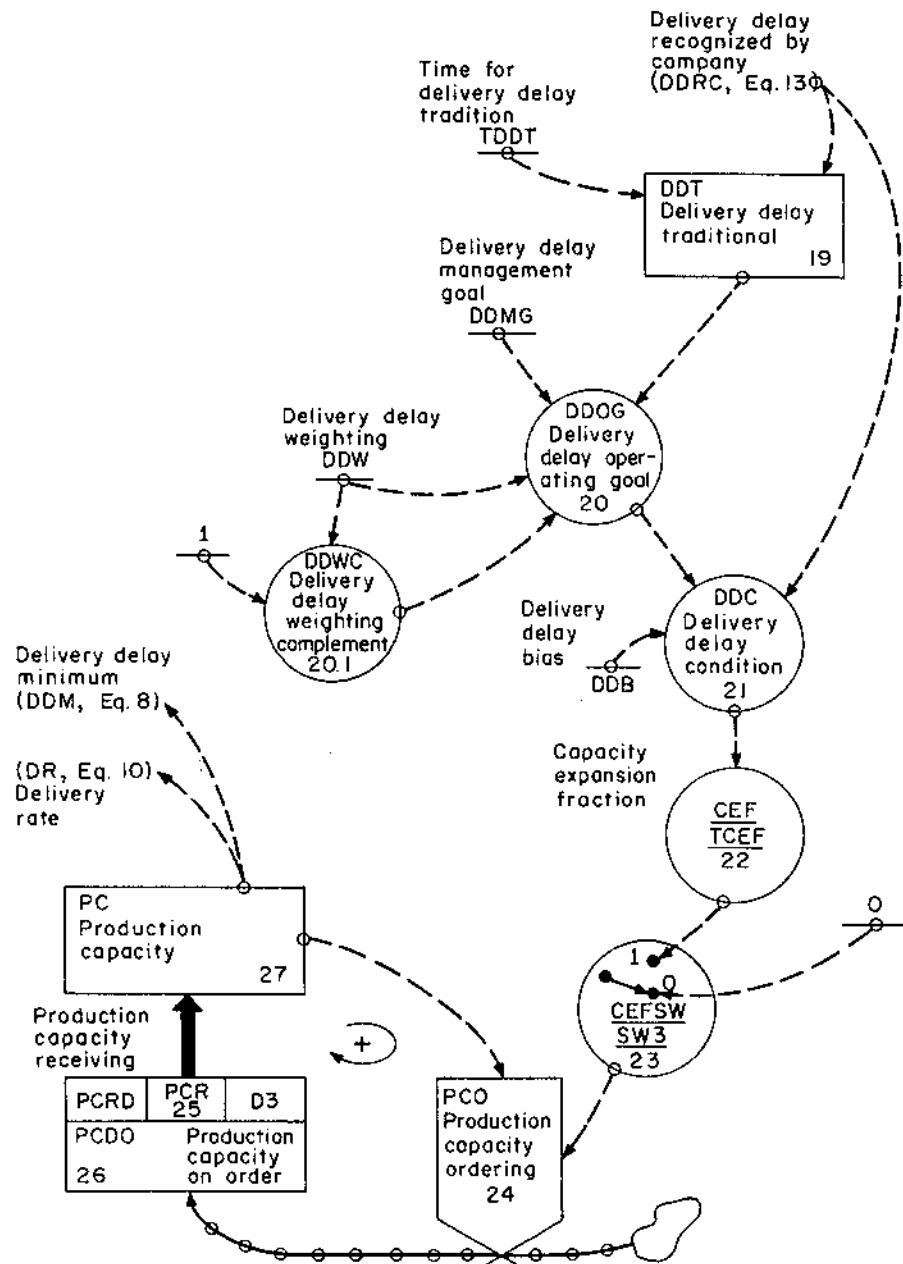 Delivery delay
recognized by
company
(DDRC, Eq. 13)
Time for
delivery delay
tradition
TDDT
DDT
Delivery delay
traditional
19
Delivery delay
management
goal
DDMG
DDOG
Delivery
delay oper-
ating goal
20
Delivery delay
weighting
DDW
1
DDWC
Delivery
delay
weighting
complement
20.1
DDC
Delivery
delay
condition
21
Delivery
delay
bias
DDB
Delivery delay
minimum
(DDM, Eq. 8)
(DR, Eq. 10)
Delivery
rate
Capacity
expansion
fraction
CEF
TCEF
22
0
1
0
CEFSW
SW3
23
PC
Production
capacity
27
Production
capacity
receiving
+
PCRD
PCR
25
D3
PCOO
Production
capacity
on order
26
PCO
Production
capacity
ordering
24